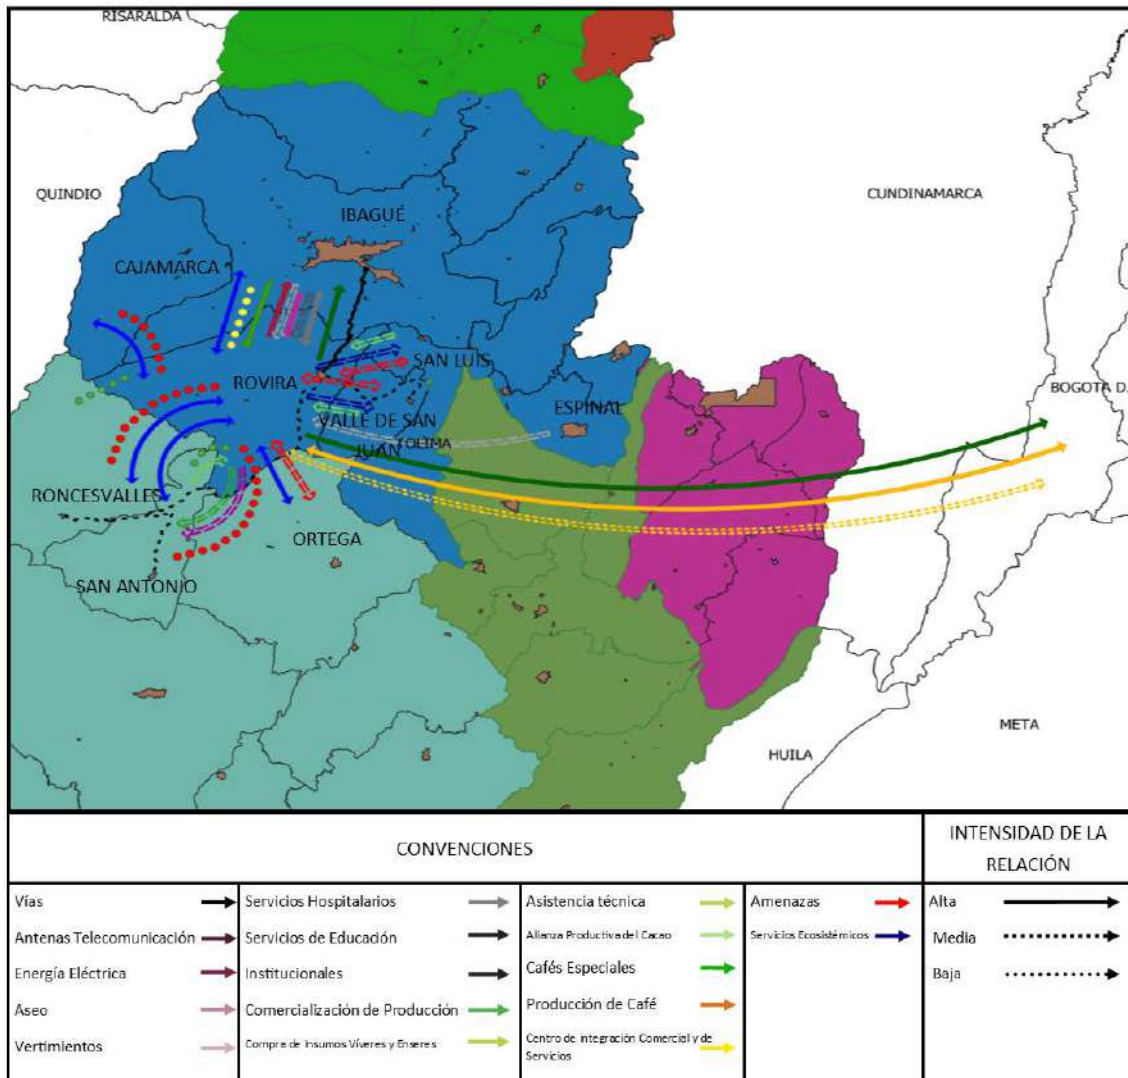 RISARALDA
QUINDIO
CUNDINAMARCA
IBAGUÉ
CAJAMARCA
SAN LUIS
ROVIRA
BOGOTA D.
ESPINAL
VALLE DE SAN
JUAN
TOLIMA
RONCESVALLES
ORTEGA
SAN ANTONIO
META
HUILA
CONVENCIONES
INTENSIDAD DE LA
RELACIÓN
Vías
Antenas Telecomunicación
Energía Eléctrica
Aseo
Vertimientos
Servicios Hospitalarios
Servicios de Educación
Institucionales
Comercialización de Producción
Compra de Insumos Víveres y Enseres
Asistencia técnica
Alianza Productiva del Cacao
Cafés Especiales
Producción de Café
Centro de Integración Comercial y de
Servicios
Amenazas
Servicios Ecosistémicos
Alta
Media
Baja